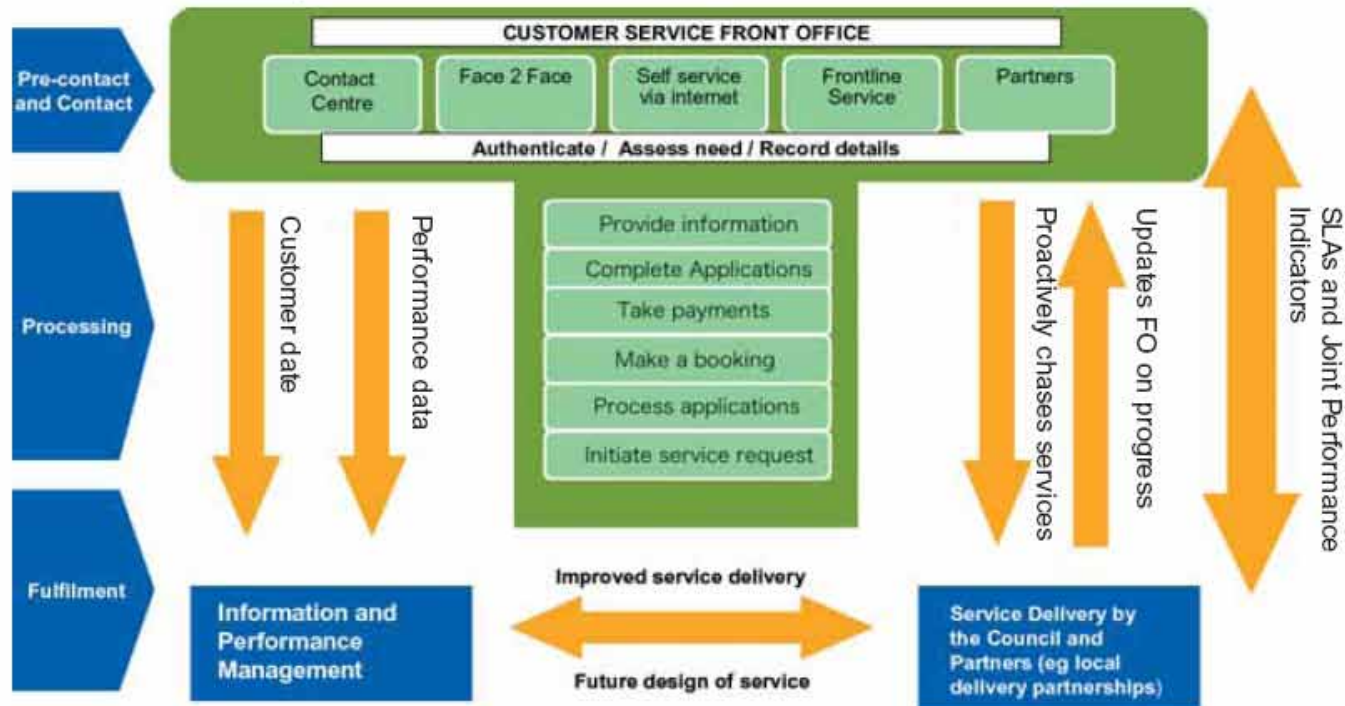 CUSTOMER SERVICE FRONT OFFICE
Pre-contact
and Contact
Contact
Centre
Face 2 Face
Self service
via internet
Frontline
Service
Partners
Authenticate / Assess need / Record details
Processing
Customer date
Performance data
Provide information
Complete Applications
Take payments
Make a booking
Process applications
Initiate service request
Proactively chases services
Updates FO on progress
SLAs and Joint Performance
Indicators
Fulfilment
Information and
Performance
Management
Improved service delivery
Future design of service
Service Delivery by
the Council and
Partners (eg local
delivery partnerships)